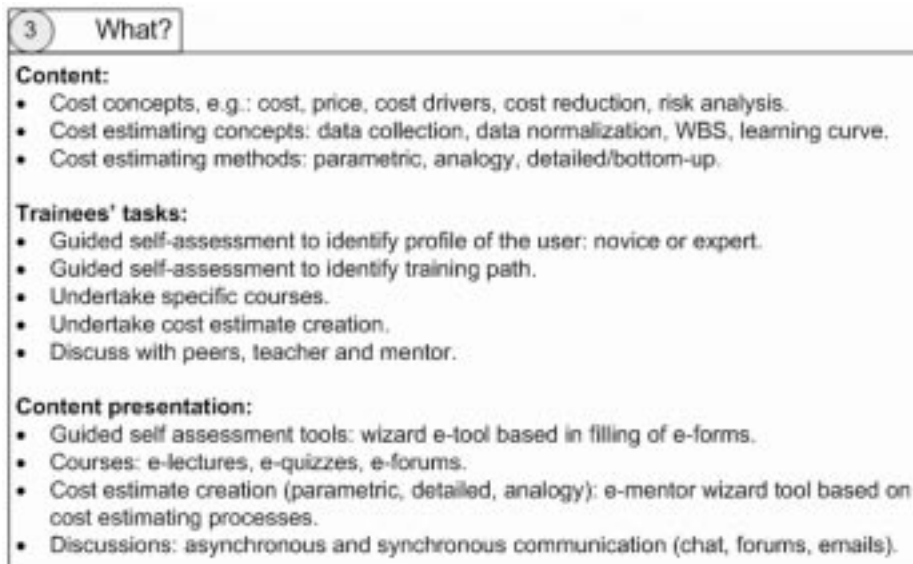 3 What?
Content:
• Cost concepts, e.g.: cost, price, cost drivers, cost reduction, risk analysis.
• Cost estimating concepts: data collection, data normalization, WBS, learning curve.
• Cost estimating methods: parametric, analogy, detailed/bottom-up.
Trainees' tasks:
• Guided self-assessment to identify profile of the user: novice or expert.
• Guided self-assessment to identify training path.
• Undertake specific courses.
• Undertake cost estimate creation.
• Discuss with peers, teacher and mentor.
Content presentation:
• Guided self assessment tools: wizard e-tool based in filling of e-forms.
• Courses: e-lectures, e-quizzes, e-forums.
• Cost estimate creation (parametric, detailed, analogy): e-mentor wizard tool based on
cost estimating processes.
• Discussions: asynchronous and synchronous communication (chat, forums, emails).